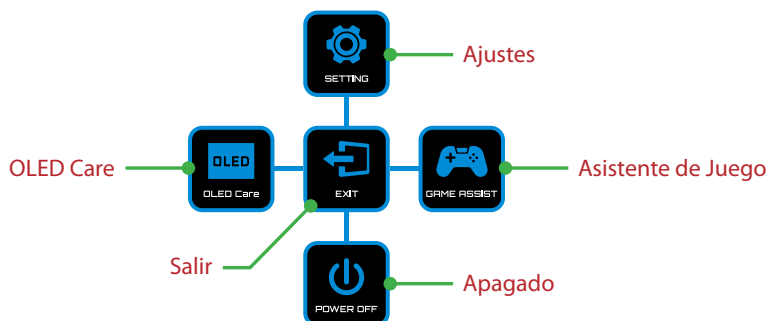 SETTING
Ajustes
OLED Care
OLED
OLED Care
EXIT
GAME ASSIST
Asistente de Juego
Salir
POWER OFF
Apagado